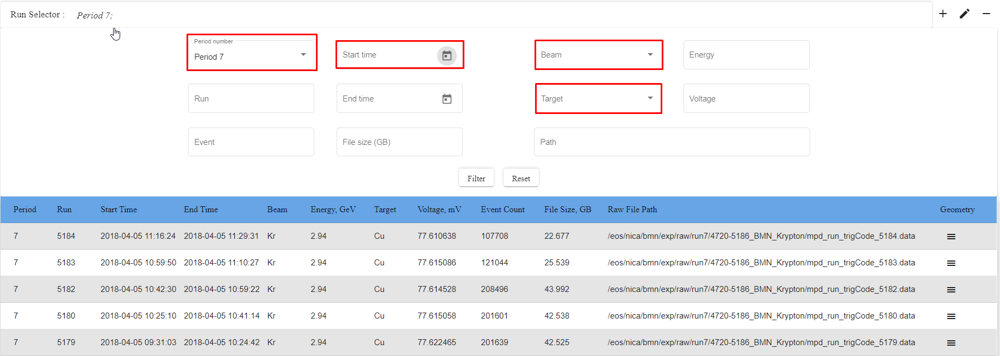 Run Selector : Period 7;
Period number
Period 7 Start time Beam Energy
Run End time Target Voltage
Event File size (GB) Path
Filter Reset
Period Run Start Time End Time Beam Energy, GeV Target Voltage, mV Event Count File Size, GB Raw File Path Geometry
7 5184 2018-04-05 11:16:24 2018-04-05 11:29:31 Kr 2.94 Cu 77.610638 107708 22.677 /eos/nica/bmn/exp/raw/run7/4720-5186_BMN_Krypton/mpd_run_trigCode_5184.data
7 5183 2018-04-05 10:59:50 2018-04-05 11:10:27 Kr 2.94 Cu 77.615086 121044 25.539 /eos/nica/bmn/exp/raw/run7/4720-5186_BMN_Krypton/mpd_run_trigCode_5183.data
7 5182 2018-04-05 10:42:30 2018-04-05 10:59:22 Kr 2.94 Cu 77.614528 208496 43.992 /eos/nica/bmn/exp/raw/run7/4720-5186_BMN_Krypton/mpd_run_trigCode_5182.data
7 5180 2018-04-05 10:25:10 2018-04-05 10:41:14 Kr 2.94 Cu 77.615058 201601 42.538 /eos/nica/bmn/exp/raw/run7/4720-5186_BMN_Krypton/mpd_run_trigCode_5180.data
7 5179 2018-04-05 09:31:03 2018-04-05 10:24:42 Kr 2.94 Cu 77.622465 201639 42.525 /eos/nica/bmn/exp/raw/run7/4720-5186_BMN_Krypton/mpd_run_trigCode_5179.data